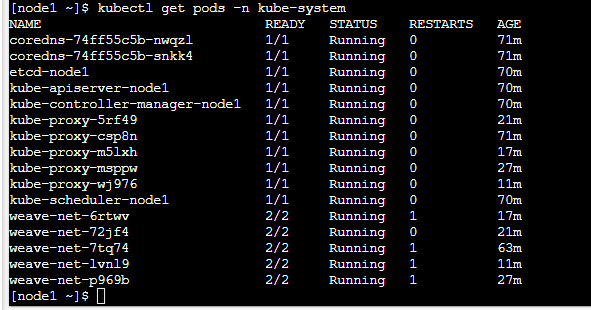 [node1 ~]$ kubectl get pods -n kube-system
NAME READY STATUS RESTARTS AGE
coredns-74ff55c5b-nwqzl 1/1 Running 0 71m
coredns-74ff55c5b-snkk4 1/1 Running 0 71m
etcd-node1 1/1 Running 0 70m
kube-apiserver-node1 1/1 Running 0 70m
kube-controller-manager-node1 1/1 Running 0 70m
kube-proxy-5rf49 1/1 Running 0 21m
kube-proxy-csp8n 1/1 Running 0 71m
kube-proxy-m5lxh 1/1 Running 0 17m
kube-proxy-msppw 1/1 Running 0 27m
kube-proxy-wj976 1/1 Running 0 11m
kube-scheduler-node1 1/1 Running 0 70m
weave-net-6rtwv 2/2 Running 1 17m
weave-net-72jf4 2/2 Running 0 21m
weave-net-7tq74 2/2 Running 1 63m
weave-net-lvnl9 2/2 Running 1 11m
weave-net-p969b 2/2 Running 1 27m
[node1 ~]$